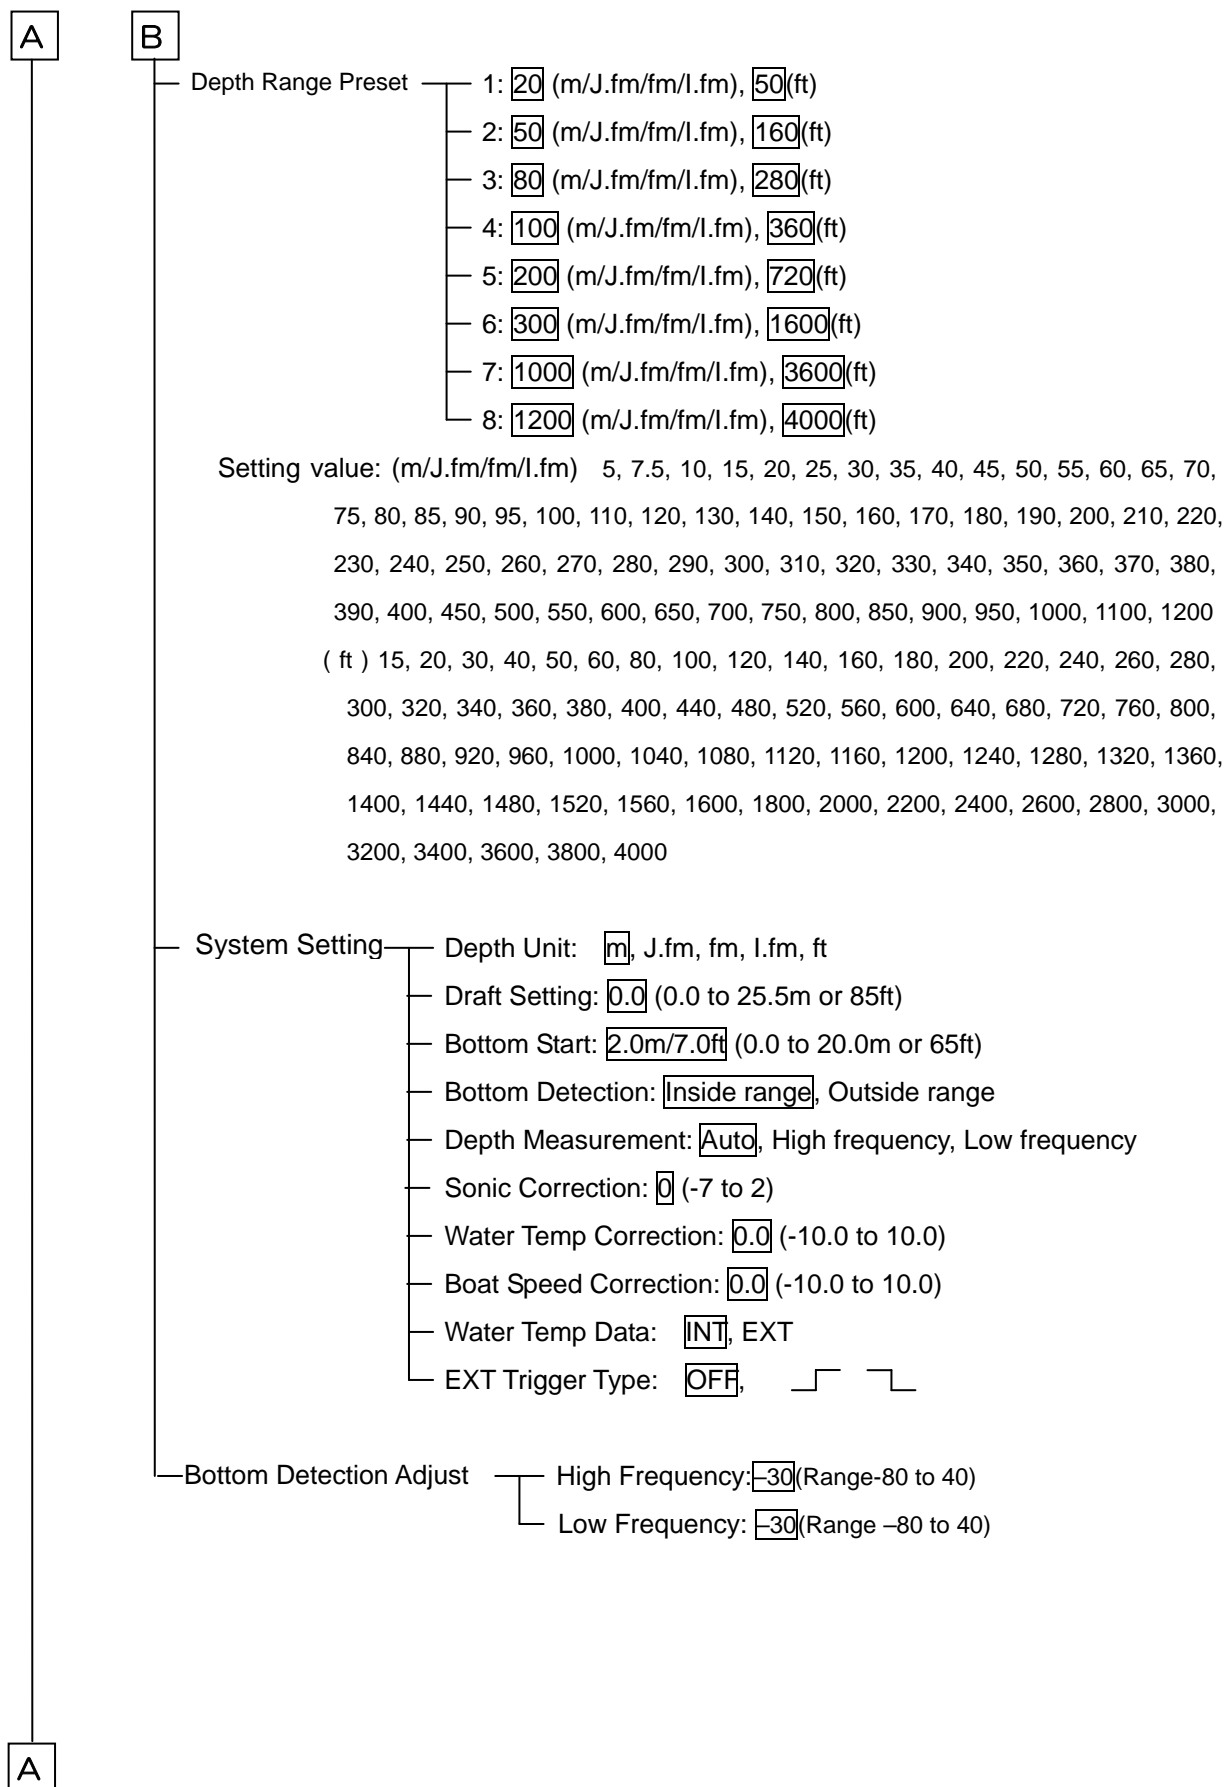 A B
Depth Range Preset 1: 20 (m/J.fm/fm/I.fm), 50(ft)
2: 50 (m/J.fm/fm/I.fm), 160(ft)
3: 80 (m/J.fm/fm/I.fm), 280(ft)
4: 100 (m/J.fm/fm/I.fm), 360(ft)
5: 200 (m/J.fm/fm/I.fm), 720(ft)
6: 300 (m/J.fm/fm/I.fm), 1600(ft)
7: 1000 (m/J.fm/fm/I.fm), 3600(ft)
8: 1200 (m/J.fm/fm/I.fm), 4000(ft)
Setting value: (m/J.fm/fm/I.fm) 5, 7.5, 10, 15, 20, 25, 30, 35, 40, 45, 50, 55, 60, 65, 70,
75, 80, 85, 90, 95, 100, 110, 120, 130, 140, 150, 160, 170, 180, 190, 200, 210, 220,
230, 240, 250, 260, 270, 280, 290, 300, 310, 320, 330, 340, 350, 360, 370, 380,
390, 400, 450, 500, 550, 600, 650, 700, 750, 800, 850, 900, 950, 1000, 1100, 1200
( ft ) 15, 20, 30, 40, 50, 60, 80, 100, 120, 140, 160, 180, 200, 220, 240, 260, 280,
300, 320, 340, 360, 380, 400, 440, 480, 520, 560, 600, 640, 680, 720, 760, 800,
840, 880, 920, 960, 1000, 1040, 1080, 1120, 1160, 1200, 1240, 1280, 1320, 1360,
1400, 1440, 1480, 1520, 1560, 1600, 1800, 2000, 2200, 2400, 2600, 2800, 3000,
3200, 3400, 3600, 3800, 4000
System Setting Depth Unit: m, J.fm, fm, I.fm, ft
Draft Setting: 0.0 (0.0 to 25.5m or 85ft)
Bottom Start: 2.0m/7.0ft (0.0 to 20.0m or 65ft)
Bottom Detection: Inside range, Outside range
Depth Measurement: Auto, High frequency, Low frequency
Sonic Correction: 0 (-7 to 2)
Water Temp Correction: 0.0 (-10.0 to 10.0)
Boat Speed Correction: 0.0 (-10.0 to 10.0)
Water Temp Data: INT, EXT
EXT Trigger Type: OFF,
Bottom Detection Adjust High Frequency:–30(Range-80 to 40)
Low Frequency: –30(Range –80 to 40)
A